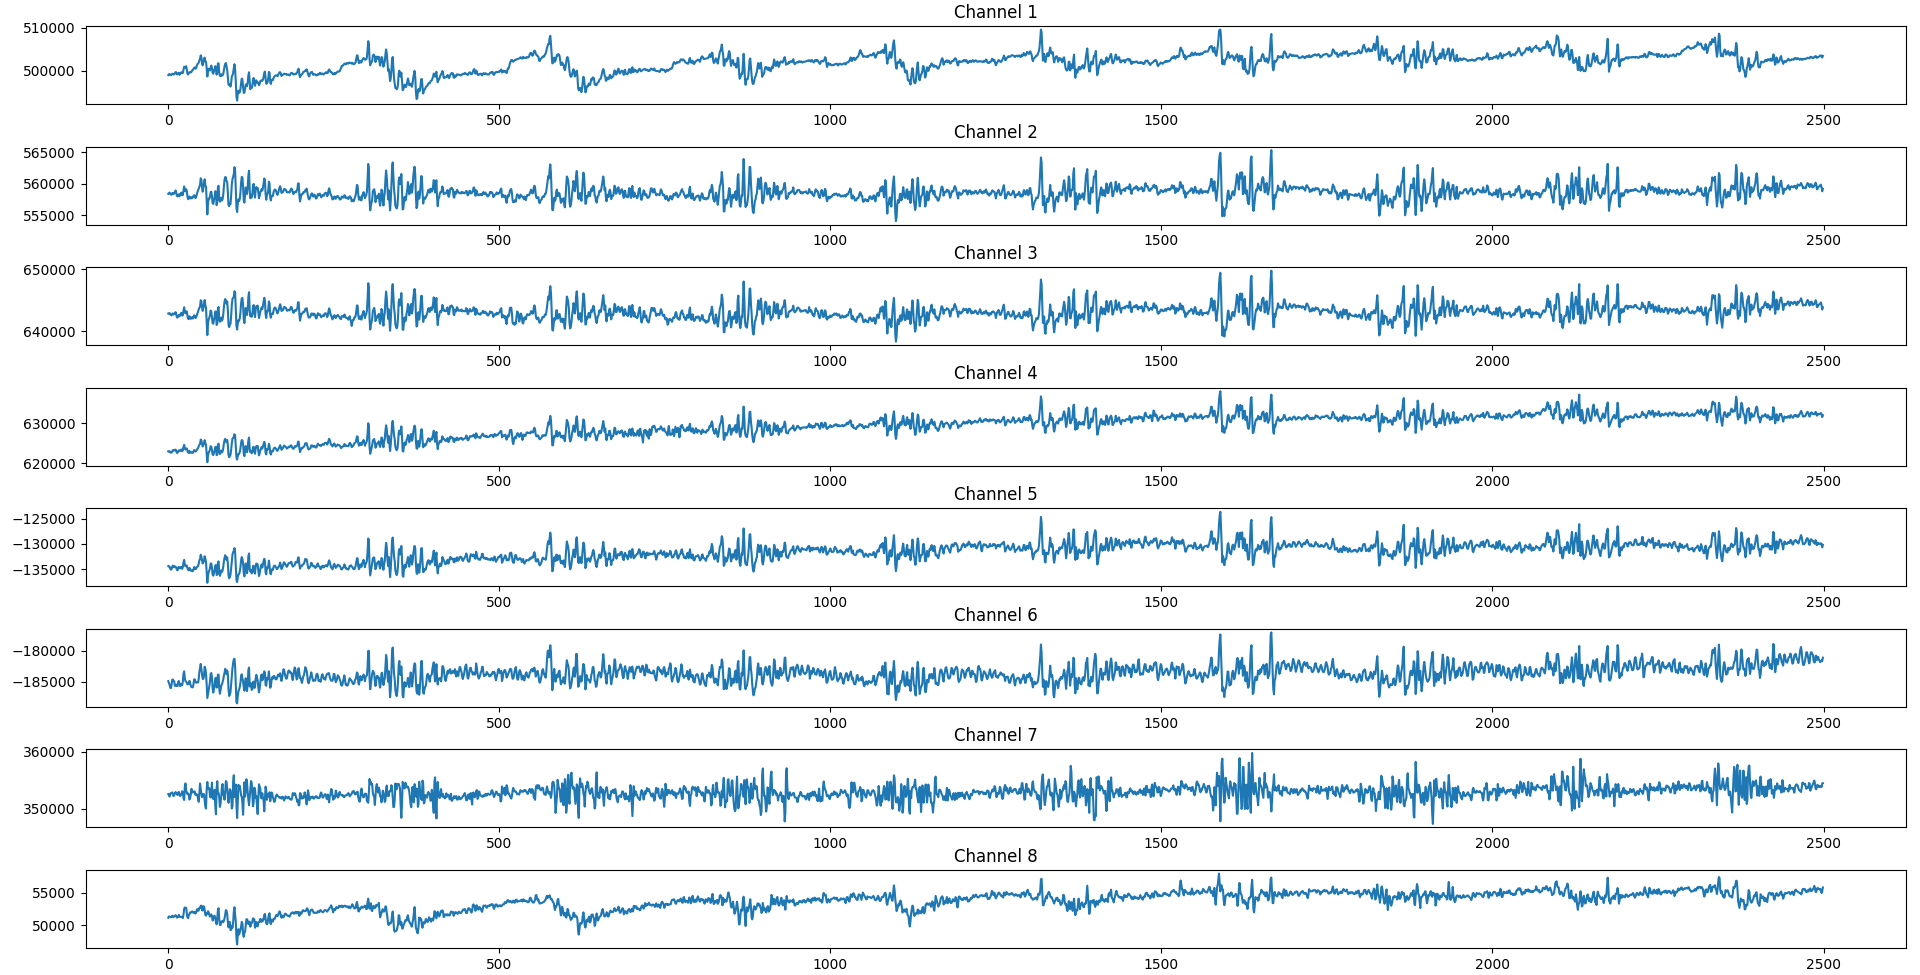 Channel 1
510000
500000
0 500 1000 1500 2000 2500
Channel 2
565000
560000
555000
0 500 1000 1500 2000 2500
Channel 3
650000
640000
0 500 1000 1500 2000 2500
Channel 4
630000
620000
0 500 1000 1500 2000 2500
Channel 5
−125000
−130000
−135000
0 500 1000 1500 2000 2500
Channel 6
−180000
−185000
0 500 1000 1500 2000 2500
Channel 7
360000
350000
0 500 1000 1500 2000 2500
Channel 8
55000
50000
0 500 1000 1500 2000 2500